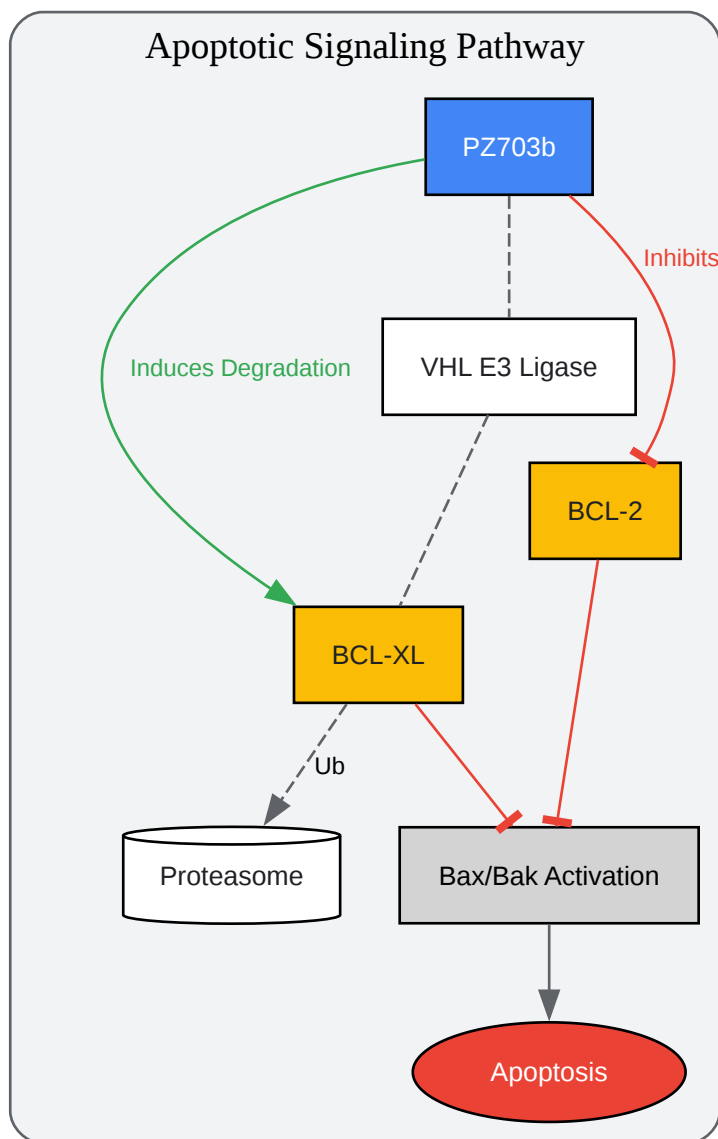 Apoptotic Signaling Pathway
PZ703b
Inhibits
Induces Degradation
VHL E3 Ligase
BCL-2
BCL-XL
Ub
Proteasome
Bax/Bak Activation
Apoptosis